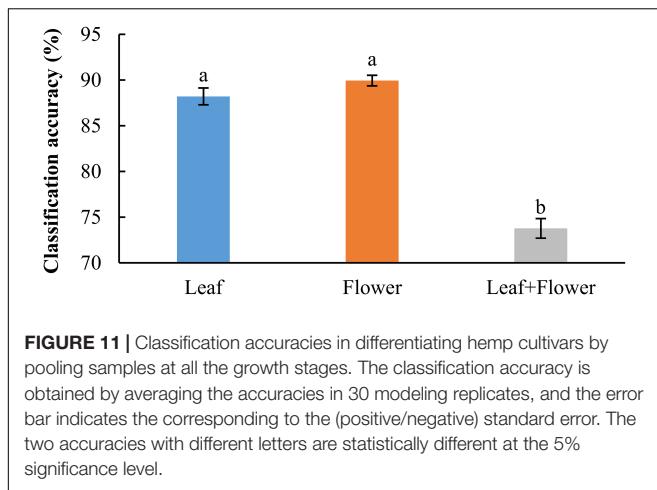 Classification accuracy (%)
95
90
85
80
75
70
a
a
b
Leaf
Flower
Leaf+Flower
FIGURE 11 | Classification accuracies in differentiating hemp cultivars by
pooling samples at all the growth stages. The classification accuracy is
obtained by averaging the accuracies in 30 modeling replicates, and the error
bar indicates the corresponding to the (positive/negative) standard error. The
two accuracies with different letters are statistically different at the 5%
significance level.